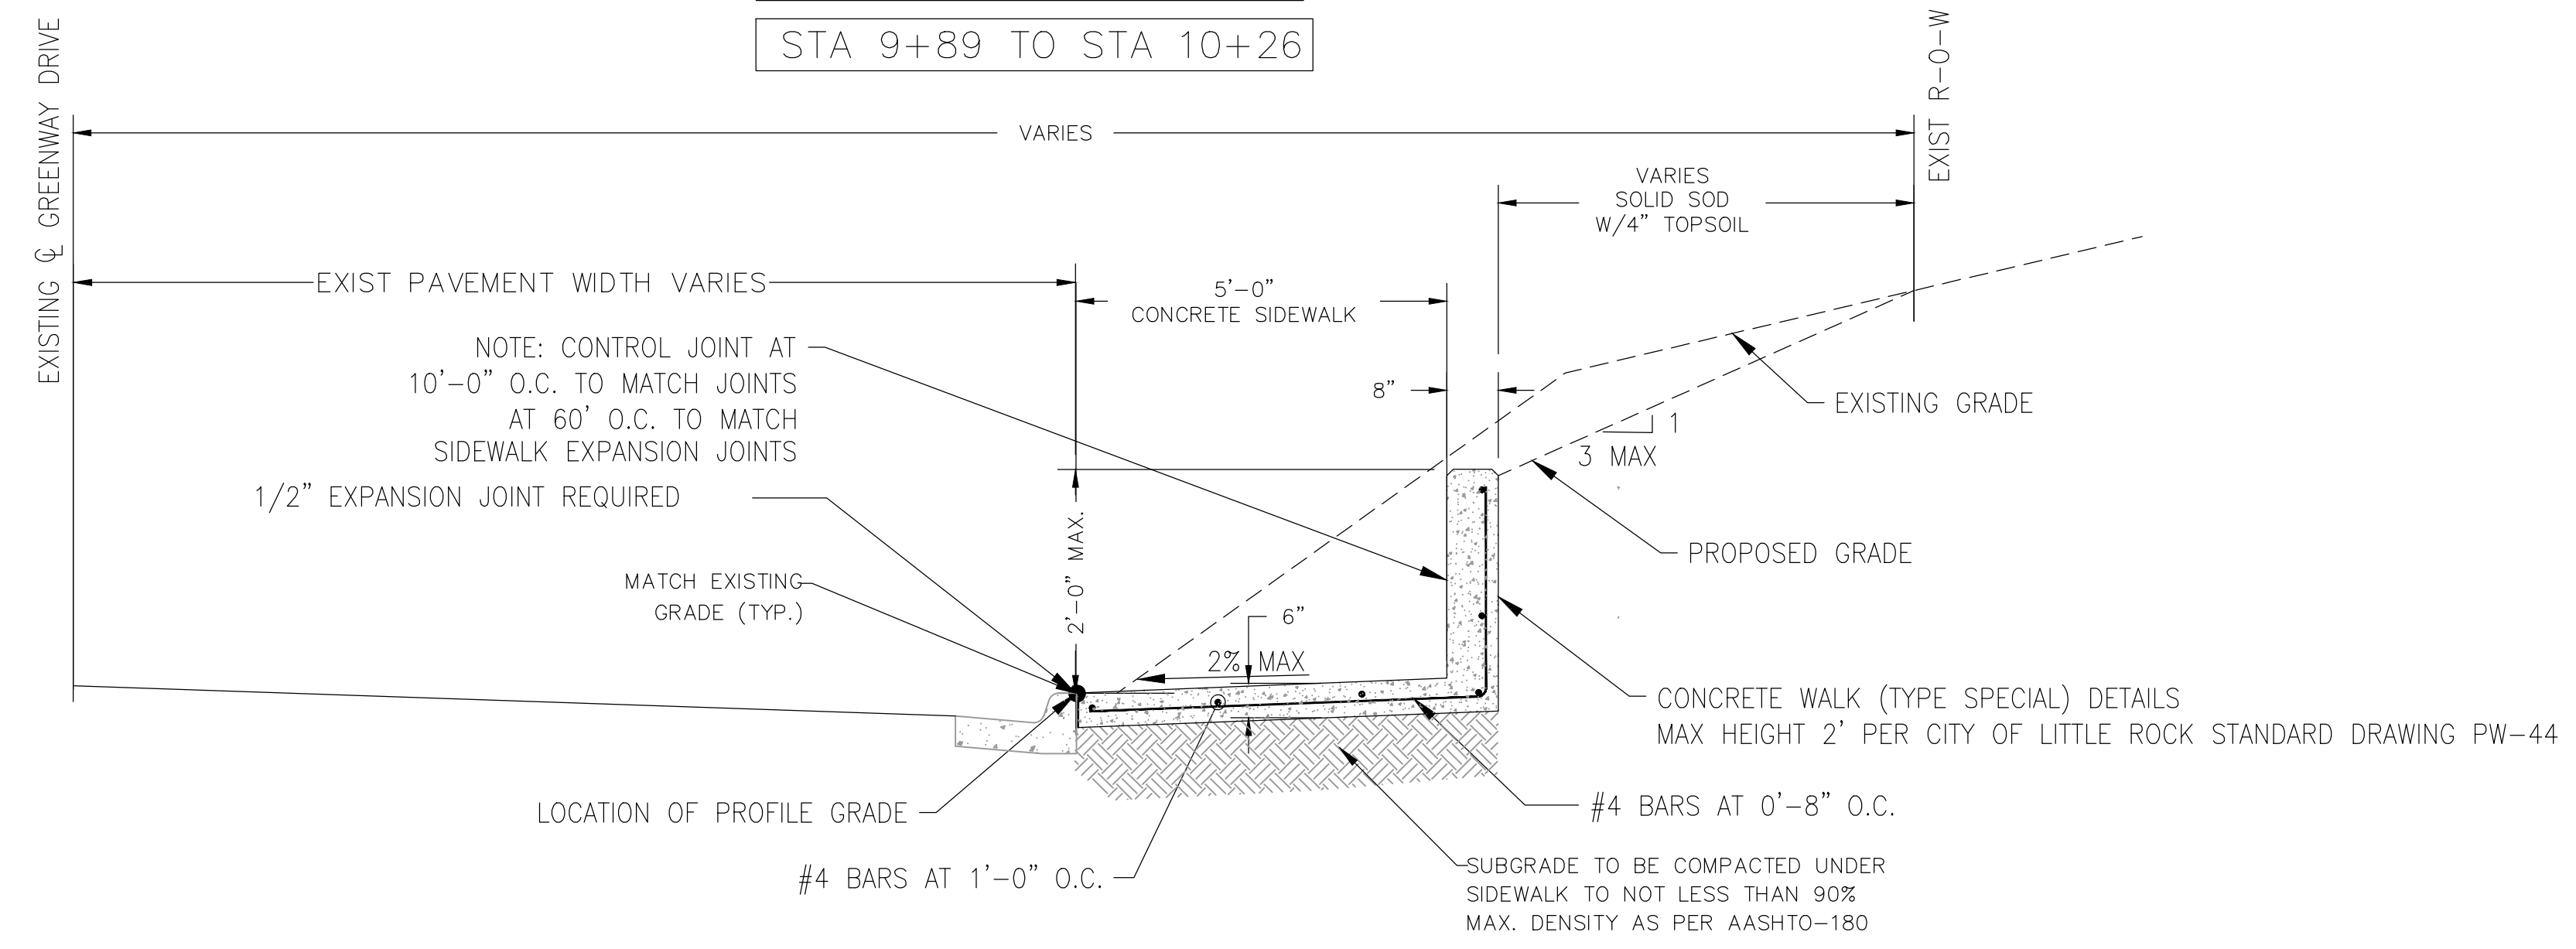 STA 9+89 TO STA 10+26
EXISTING ℄ GREENWAY DRIVE
EXIST R-O-W
VARIES
VARIES
SOLID SOD
W/4" TOPSOIL
EXIST PAVEMENT WIDTH VARIES
5'-0"
CONCRETE SIDEWALK
NOTE: CONTROL JOINT AT
10'-0" O.C. TO MATCH JOINTS
AT 60' O.C. TO MATCH
SIDEWALK EXPANSION JOINTS
8"
EXISTING GRADE
1
3 MAX
1/2" EXPANSION JOINT REQUIRED
2'-0" MAX.
PROPOSED GRADE
MATCH EXISTING
GRADE (TYP.)
6"
2% MAX
CONCRETE WALK (TYPE SPECIAL) DETAILS
MAX HEIGHT 2' PER CITY OF LITTLE ROCK STANDARD DRAWING PW-44
LOCATION OF PROFILE GRADE
#4 BARS AT 0'-8" O.C.
#4 BARS AT 1'-0" O.C.
SUBGRADE TO BE COMPACTED UNDER
SIDEWALK TO NOT LESS THAN 90%
MAX. DENSITY AS PER AASHTO-180